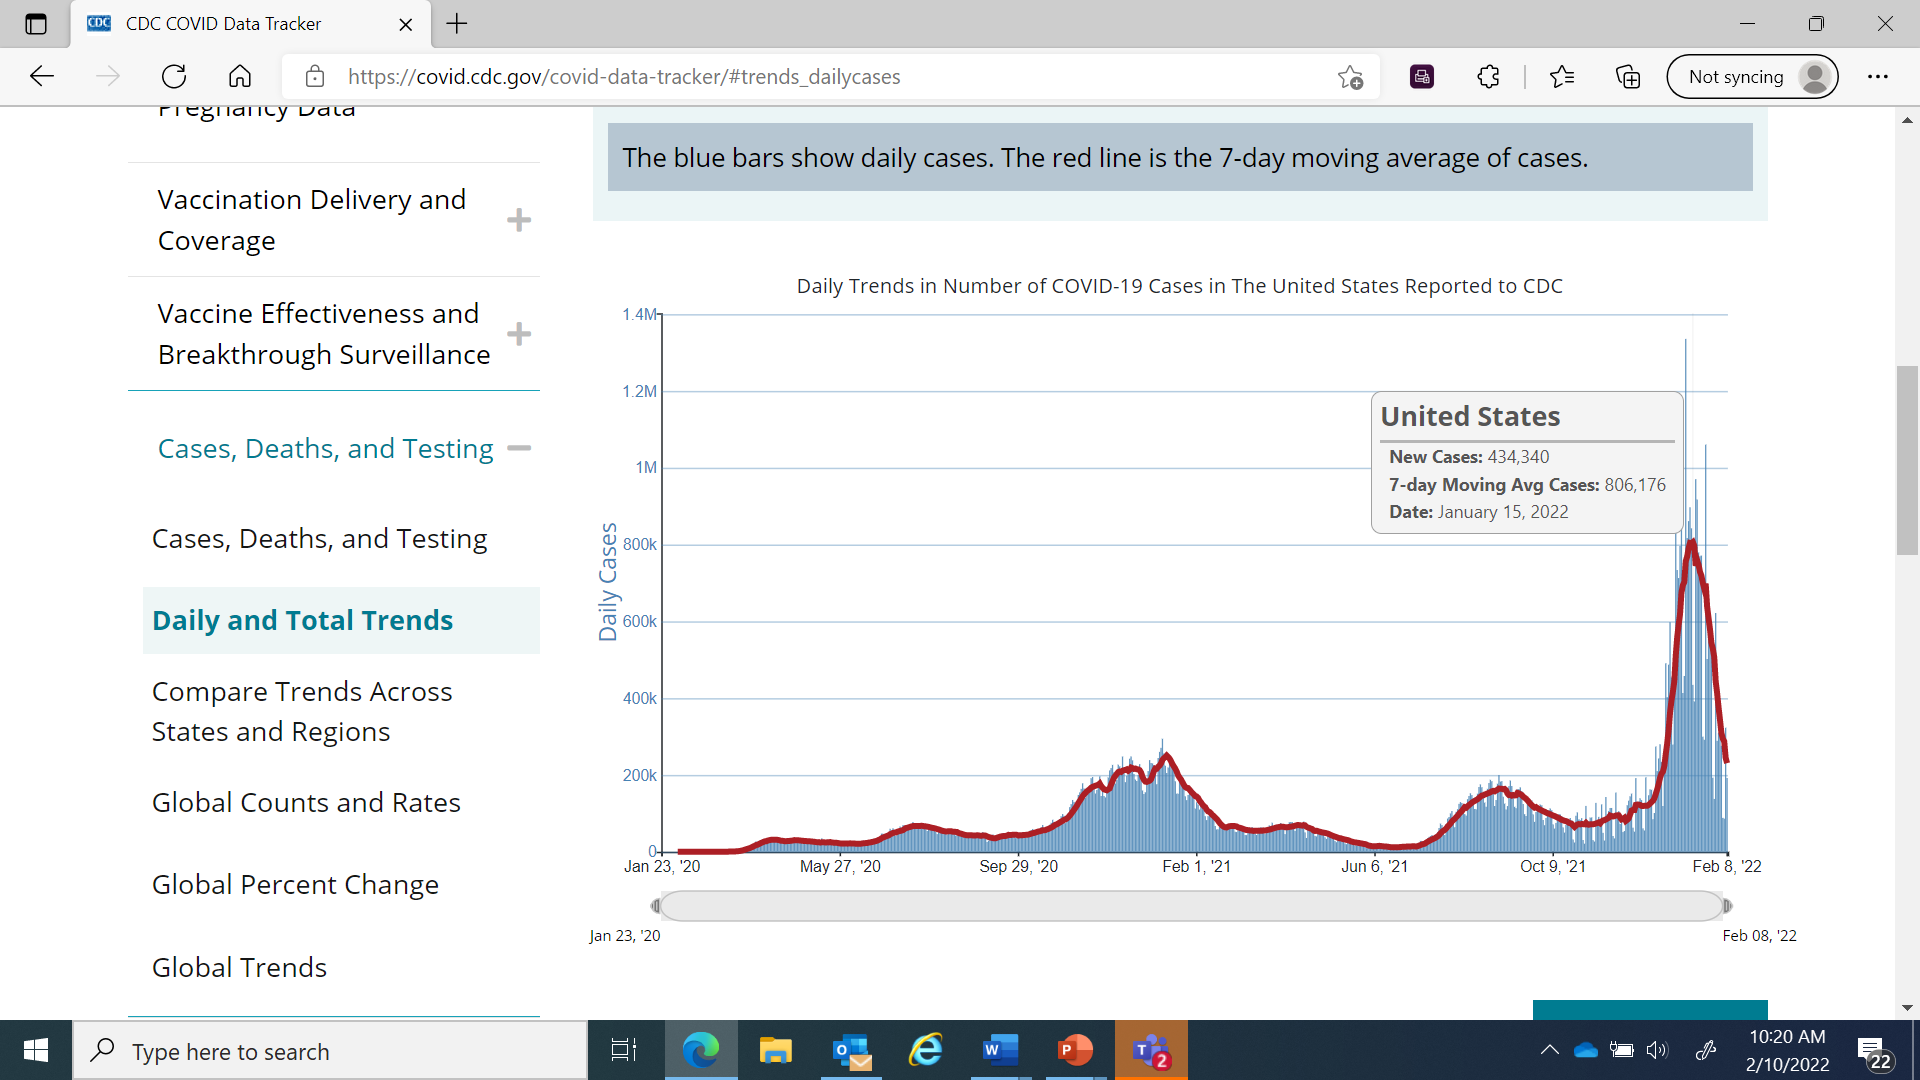 CDC COVID Data Tracker
https://covid.cdc.gov/covid-data-tracker/#trends_dailycases
Not syncing
Pregnancy Data
Vaccination Delivery and
Coverage
Vaccine Effectiveness and
Breakthrough Surveillance
Cases, Deaths, and Testing
Cases, Deaths, and Testing
Daily and Total Trends
Compare Trends Across
States and Regions
Global Counts and Rates
Global Percent Change
Global Trends
The blue bars show daily cases. The red line is the 7-day moving average of cases.
Daily Trends in Number of COVID-19 Cases in The United States Reported to CDC
1.4M
1.2M
1M
800k
600k
400k
200k
0
Daily Cases
United States
New Cases: 434,340
7-day Moving Avg Cases: 806,176
Date: January 15, 2022
Jan 23, '20 May 27, '20 Sep 29, '20 Feb 1, '21 Jun 6, '21 Oct 9, '21 Feb 8, '22
Jan 23, '20 Feb 08, '22
Type here to search
10:20 AM
2/10/2022
22
2